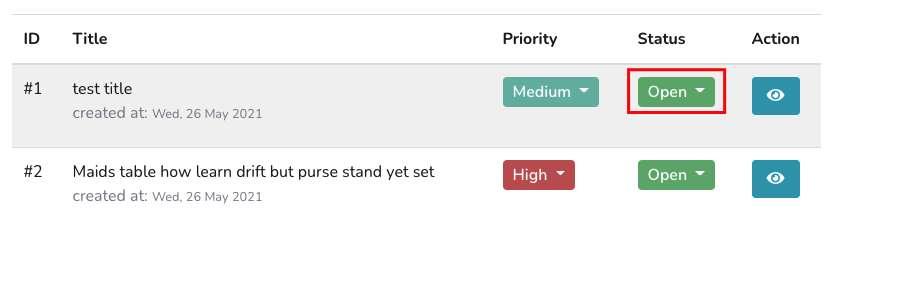 ID Title Priority Status Action
#1 test title Medium Open
created at: Wed, 26 May 2021
#2 Maids table how learn drift but purse stand yet set High Open
created at: Wed, 26 May 2021